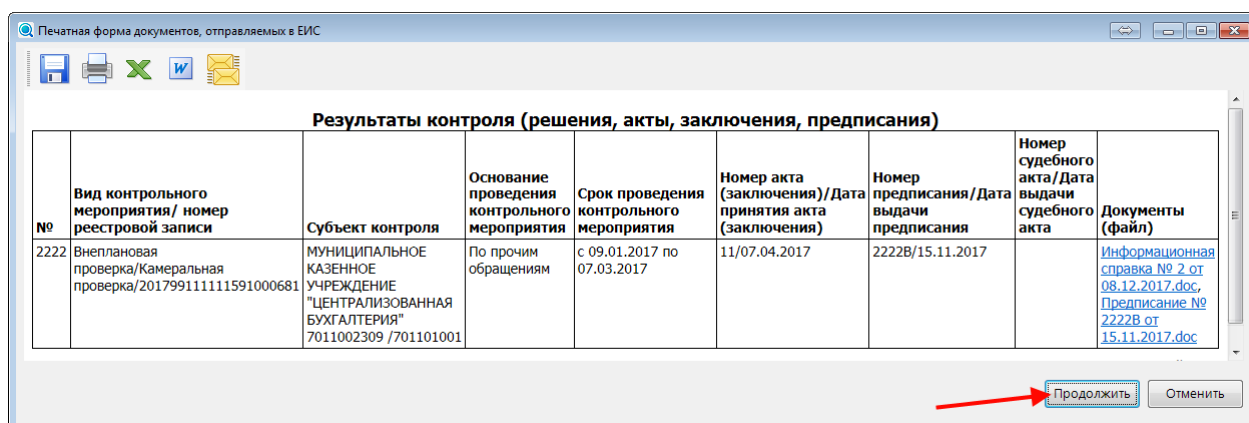 Печатная форма документов, отправляемых в ЕИС
Результаты контроля (решения, акты, заключения, предписания)
№
Вид контрольного
мероприятия/ номер
реестровой записи
Субъект контроля
Основание
проведения
контрольного
мероприятия
Срок проведения
контрольного
мероприятия
Номер акта
(заключения)/Дата
принятия акта
(заключения)
Номер
предписания/Дата
выдачи
предписания
Номер
судебного
акта/Дата
выдачи
судебного
акта
Документы
(файл)
2222
Внеплановая
проверка/Камеральная
проверка/201799111111591000681
МУНИЦИПАЛЬНОЕ
КАЗЕННОЕ
УЧРЕЖДЕНИЕ
"ЦЕНТРАЛИЗОВАННАЯ
БУХГАЛТЕРИЯ"
7011002309 /701101001
По прочим
обращениям
с 09.01.2017 по
07.03.2017
11/07.04.2017
2222В/15.11.2017
Информационная
справка № 2 от
08.12.2017.doc,
Предписание №
2222В от
15.11.2017.doc
Продолжить
Отменить